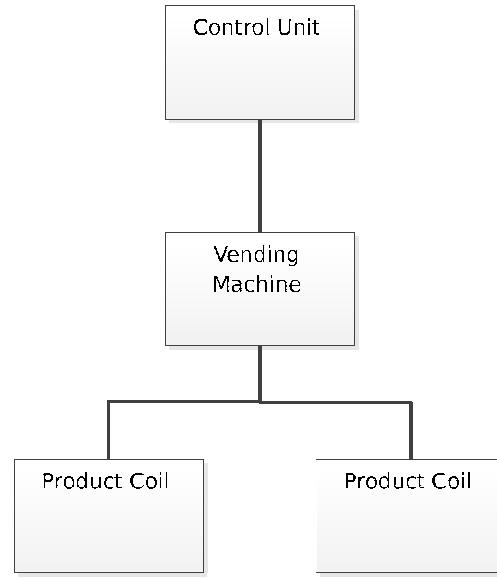 Control Unit
Vending
Machine
Product Coil
Product Coil